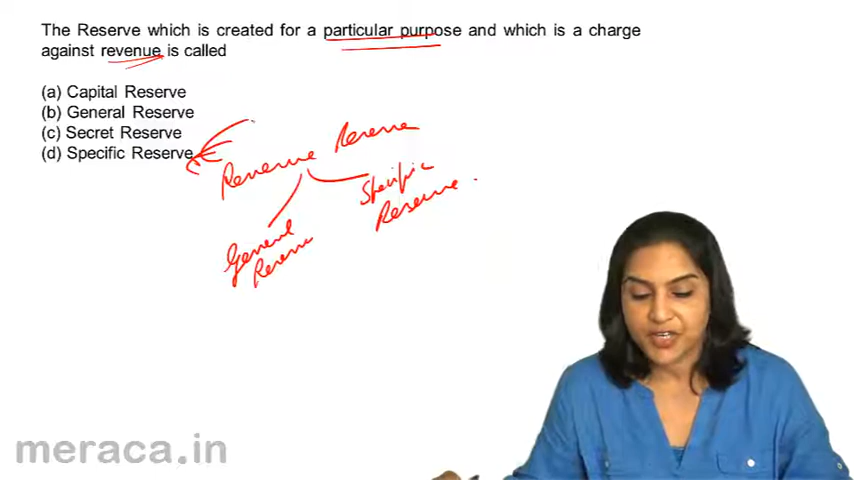 The Reserve which is created for a particular purpose and which is a charge
against revenue is called
(a) Capital Reserve
(b) General Reserve
(c) Secret Reserve
(d) Specific Reserve
Revenue Reserve
Specific
Reserve
General
Reserve
meraca.in